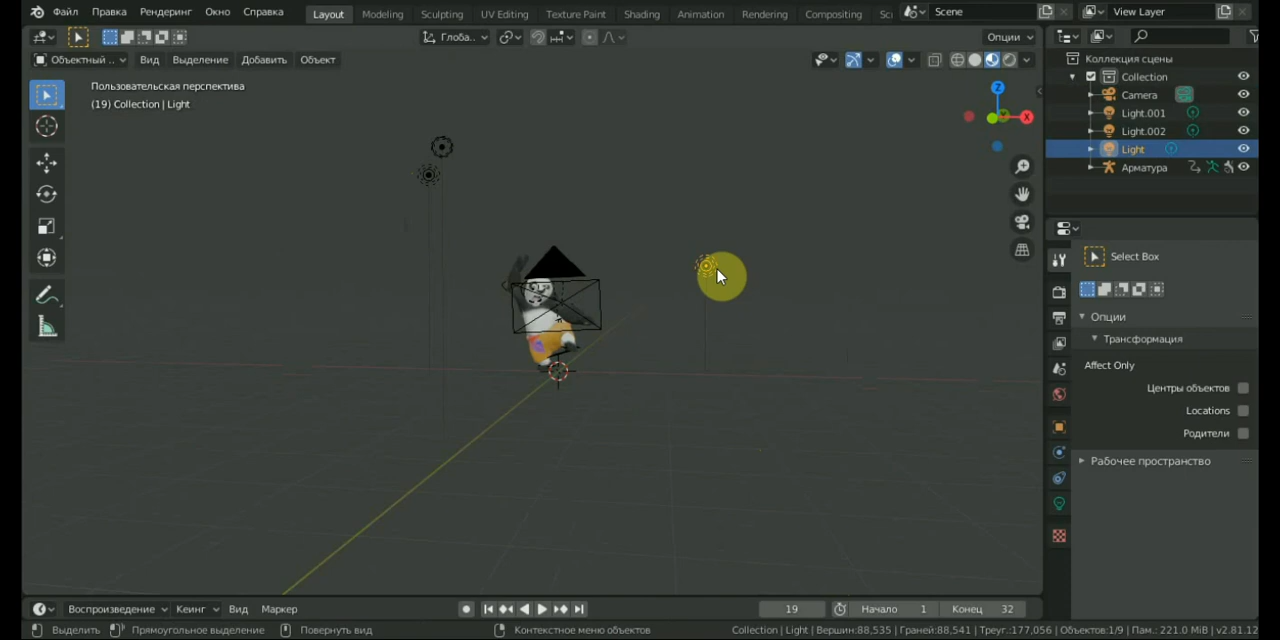 Файл Правка Рендеринг Окно Справка Layout Modeling Sculpting UV Editing Texture Paint Shading Animation Rendering Compositing Sc Scene View Layer
Глоба.. Опции
Объектный .. Вид Выделение Добавить Объект
Пользовательская перспектива
(19) Collection | Light
Z
X
Коллекция сцены
Collection
Camera
Light.001
Light.002
Light
Арматура
Select Box
Опции
Трансформация
Affect Only
Центры объектов
Locations
Родители
Рабочее пространство
Воспроизведение Кеинг Вид Маркер 19 Начало 1 Конец 32
Выделить Прямоугольное выделение Повернуть вид Контекстное меню объектов Collection | Light | Вершин:88,535 | Граней:88,541 | Треуг.:177,056 | Объектов:1/9 | Пам.: 221.0 MiB | v2.81.12